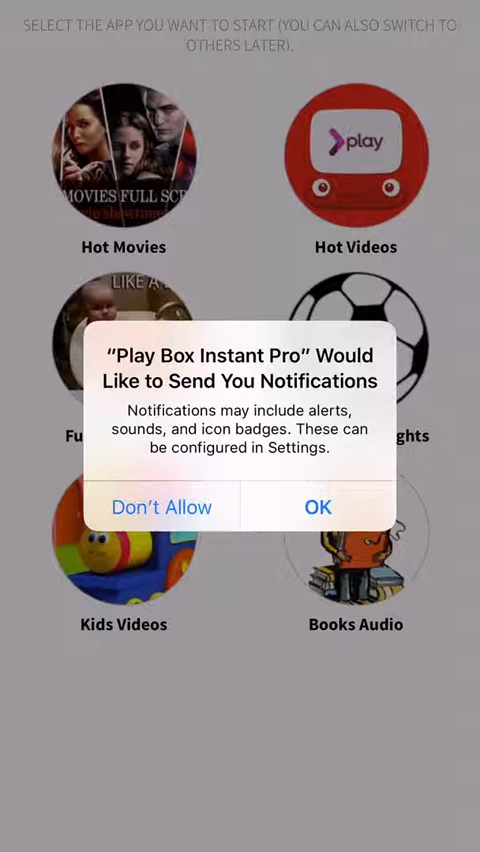 SELECT THE APP YOU WANT TO START (YOU CAN ALSO SWITCH TO
OTHERS LATER).
play
MOVIES FULL SCR
Hot Movies
Hot Videos
LIKE A
"Play Box Instant Pro" Would
Like to Send You Notifications
Notifications may include alerts,
sounds, and icon badges. These can
be configured in Settings.
Fu
ghts
Don't Allow
OK
Kids Videos
Books Audio